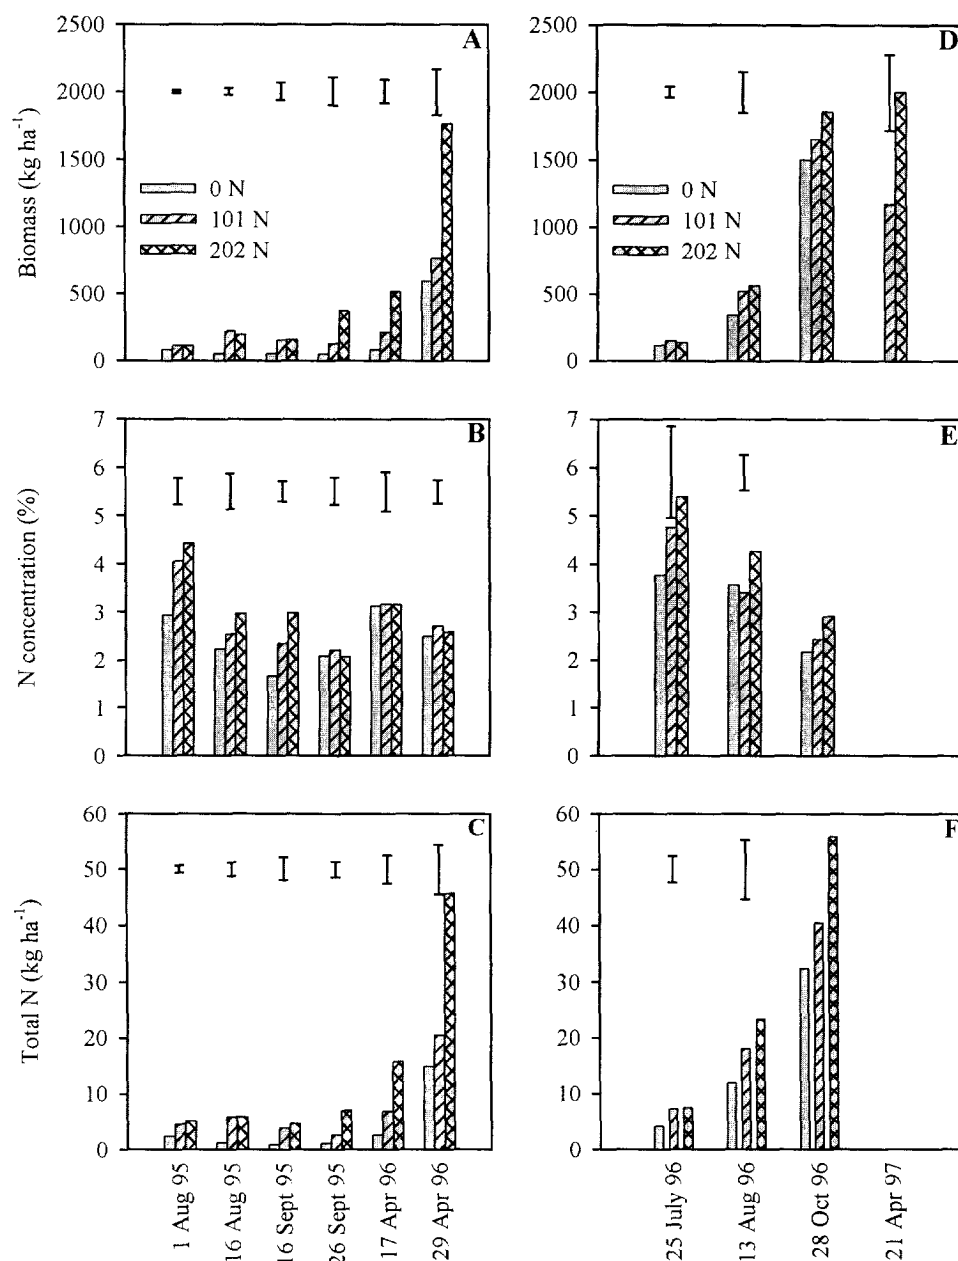 2500
2000
1500
1000
500
0
Biomass (kg ha-1)
A
0 N
101 N
202 N
2500
2000
1500
1000
500
0
D
0 N
101 N
202 N
7
6
5
4
3
2
1
0
N concentration (%)
B
7
6
5
4
3
2
1
0
E
60
50
40
30
20
10
0
Total N (kg ha-1)
C
1 Aug 95
16 Aug 95
16 Sept 95
26 Sept 95
17 Apr 96
29 Apr 96
60
50
40
30
20
10
0
F
25 July 96
13 Aug 96
28 Oct 96
21 Apr 97